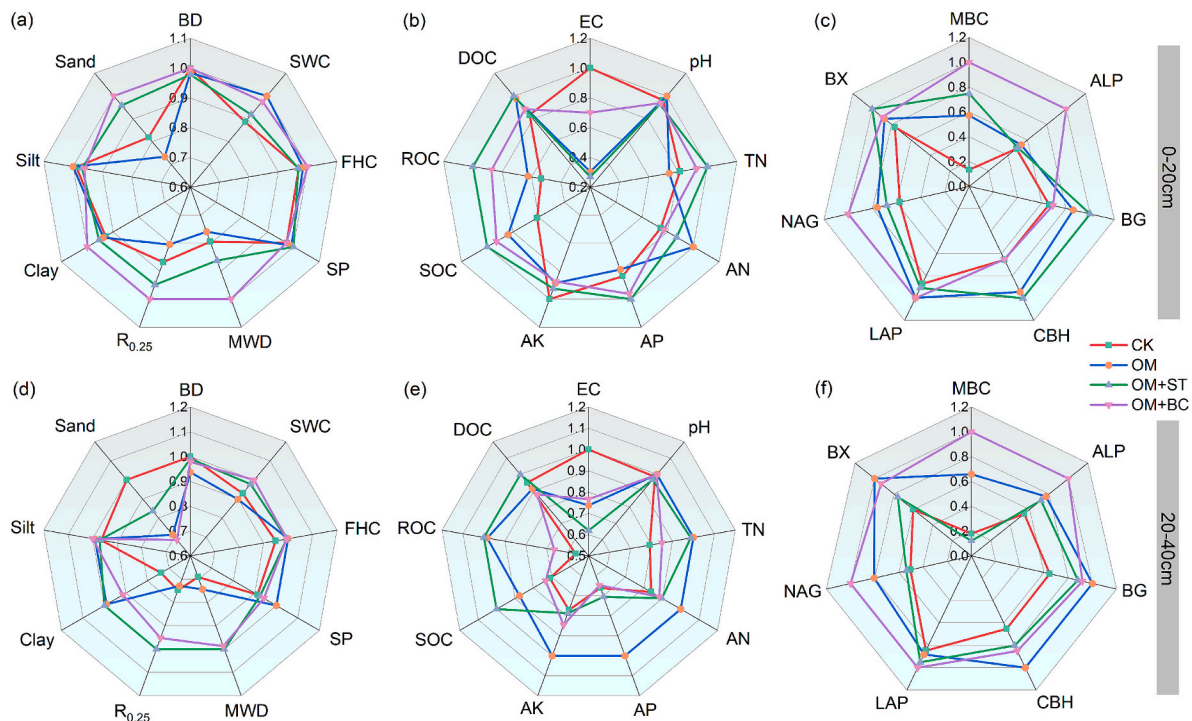 (a)
BD
SWC
FHC
SP
MWD
R0.25
Clay
Silt
Sand
1.1
1.0
0.9
0.8
0.7
0.6
(b)
EC
pH
TN
AN
AP
AK
SOC
ROC
DOC
1.2
1.0
0.8
0.6
0.4
0.2
(c)
MBC
ALP
BG
CBH
LAP
NAG
BX
1.2
1.0
0.8
0.6
0.4
0.2
0.0
0-20cm
CK
OM
OM+ST
OM+BC
(d)
BD
SWC
FHC
SP
MWD
R0.25
Clay
Silt
Sand
1.2
1.1
1.0
0.9
0.8
0.7
0.6
(e)
EC
pH
TN
AN
AP
AK
SOC
ROC
DOC
1.2
1.1
1.0
0.9
0.8
0.7
0.6
0.5
(f)
MBC
ALP
BG
CBH
LAP
NAG
BX
1.2
1.0
0.8
0.6
0.4
0.2
0.0
20-40cm